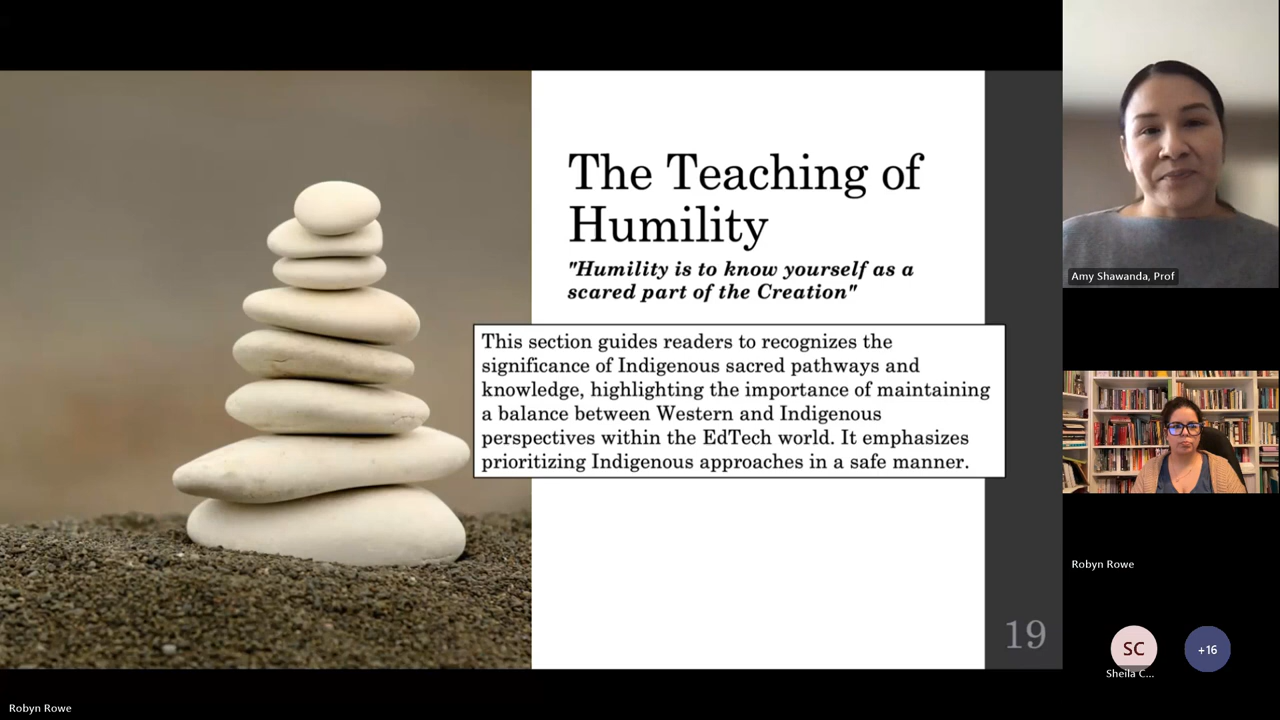 The Teaching of
Humility
"Humility is to know yourself as a
scared part of the Creation"
This section guides readers to recognizes the
significance of Indigenous sacred pathways and
knowledge, highlighting the importance of maintaining
a balance between Western and Indigenous
perspectives within the EdTech world. It emphasizes
prioritizing Indigenous approaches in a safe manner.
19
Amy Shawanda, Prof
Robyn Rowe
SC
+16
Sheila C...
Robyn Rowe